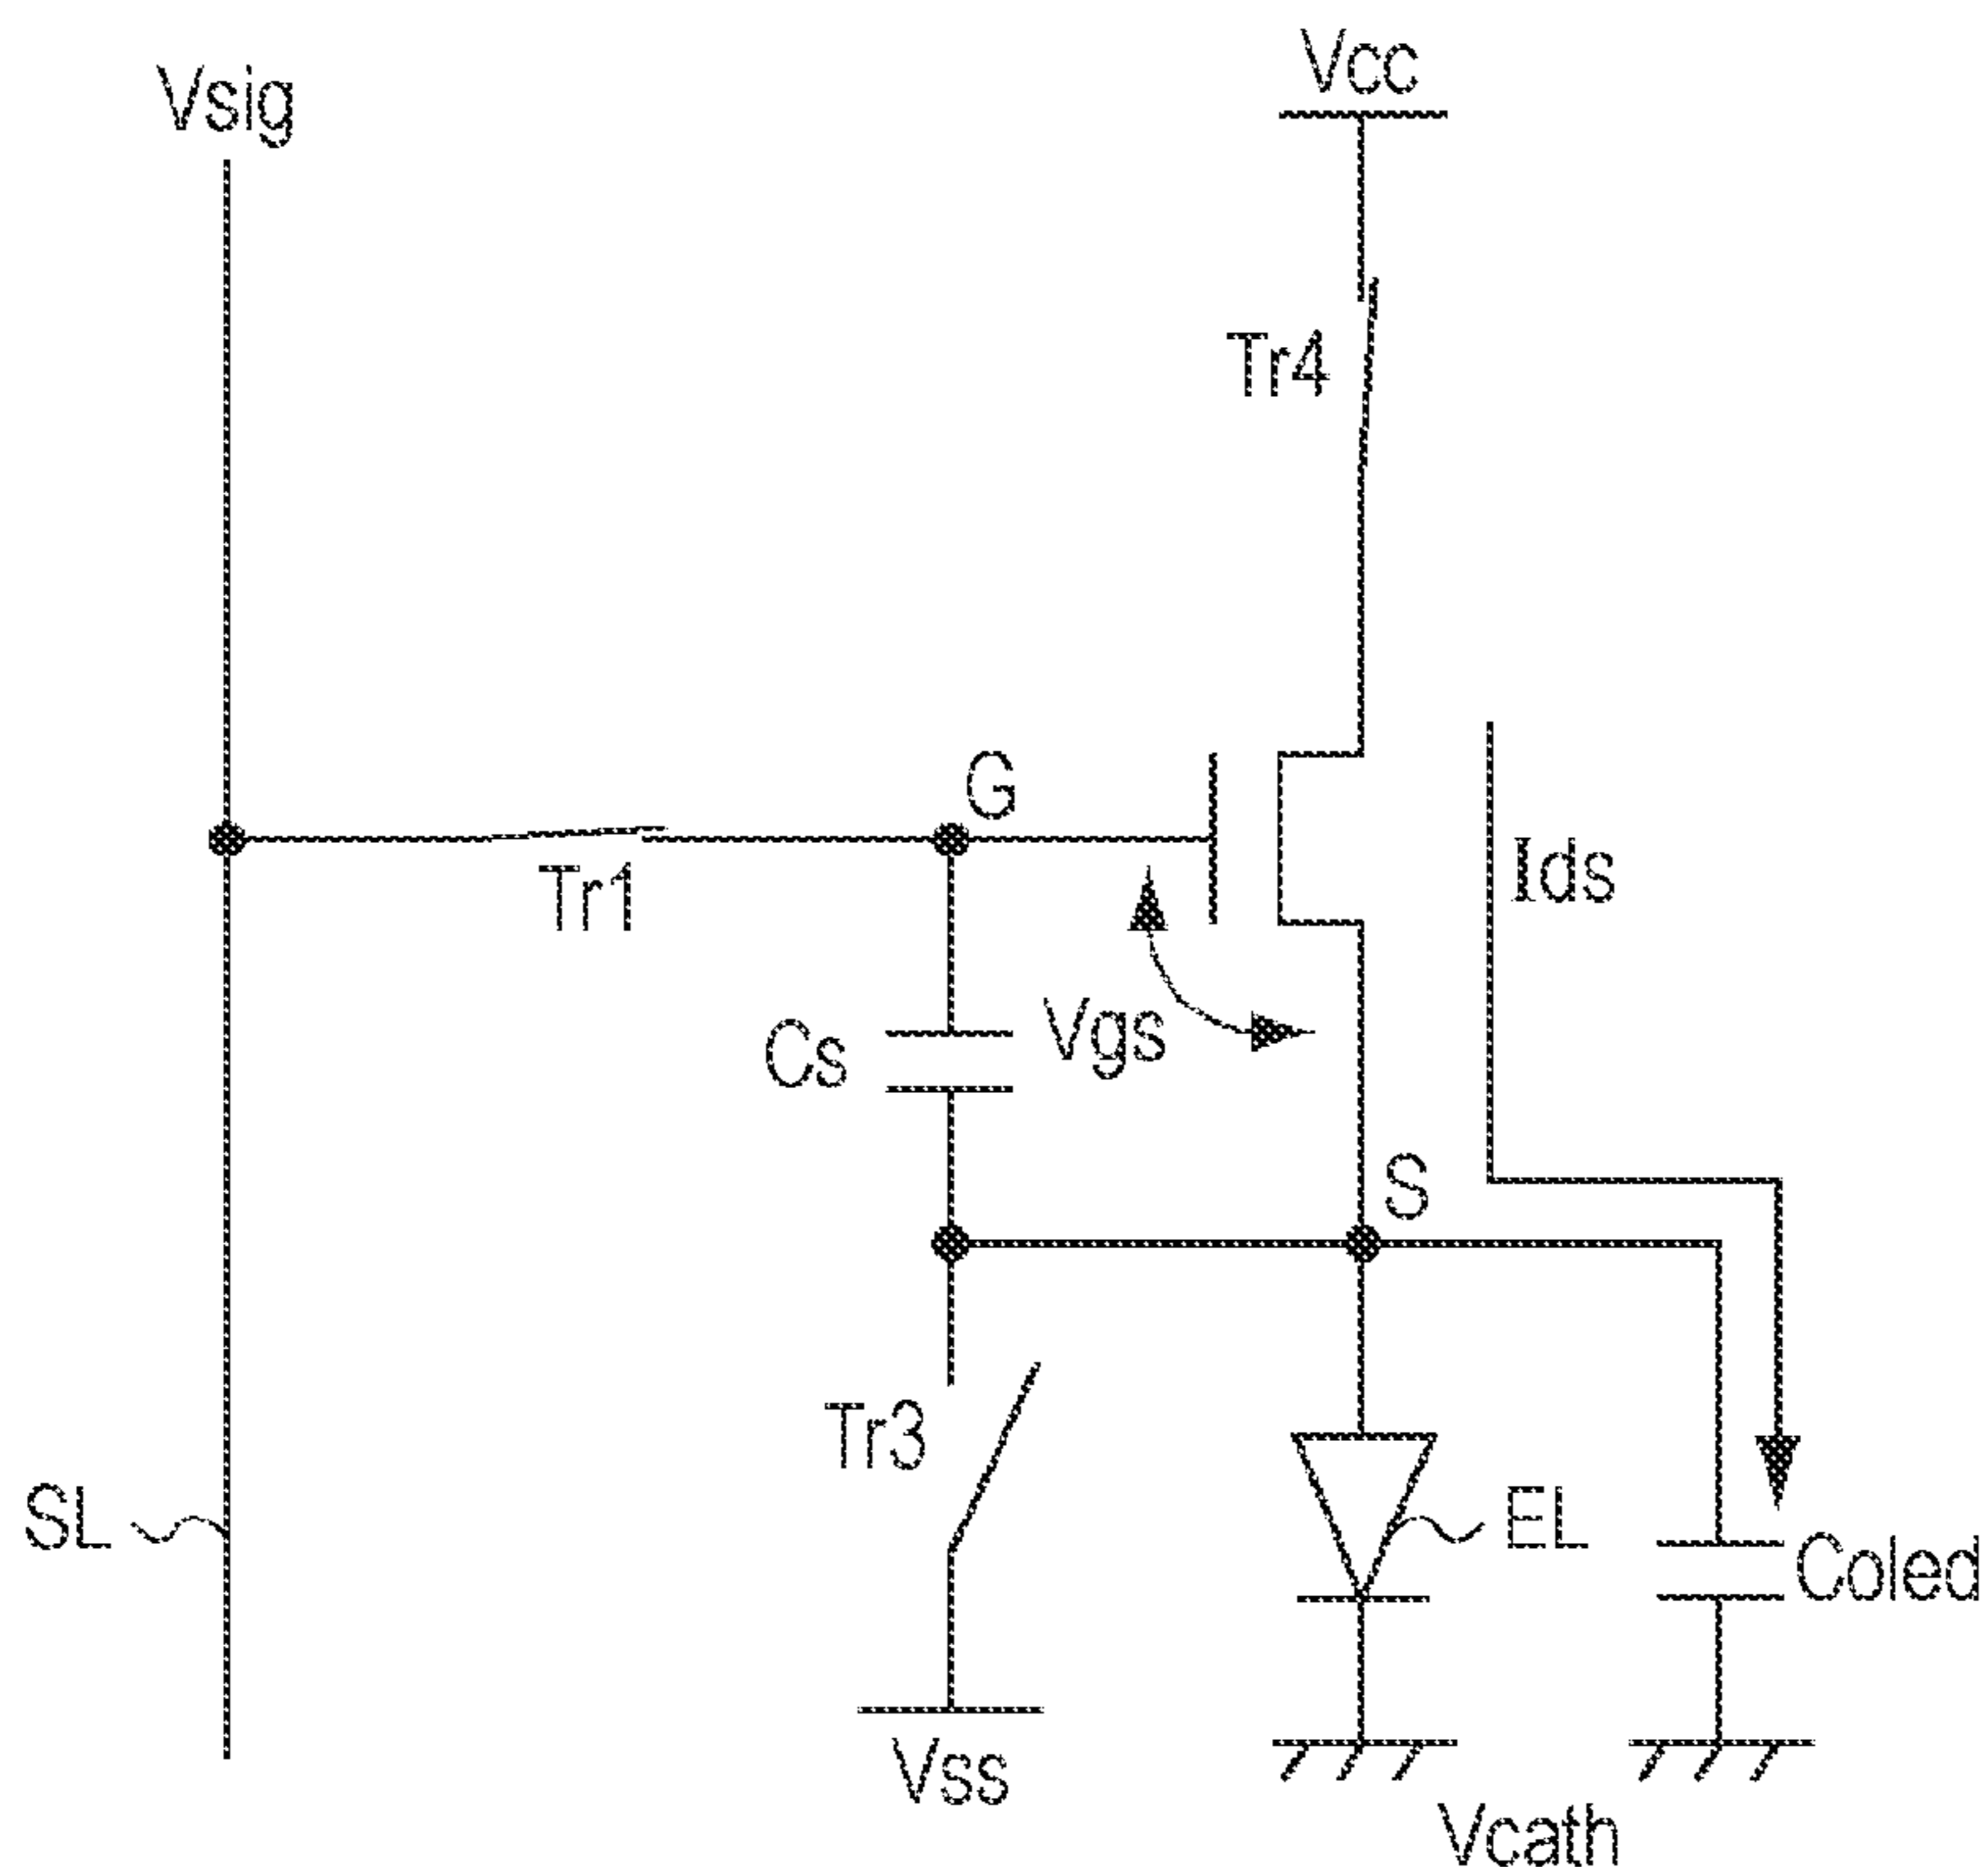 Vsig
Vcc
Tr4
G
Tr1
Ids
Cs
Vgs
S
Tr3
SL
EL
Coled
Vss
Vcath